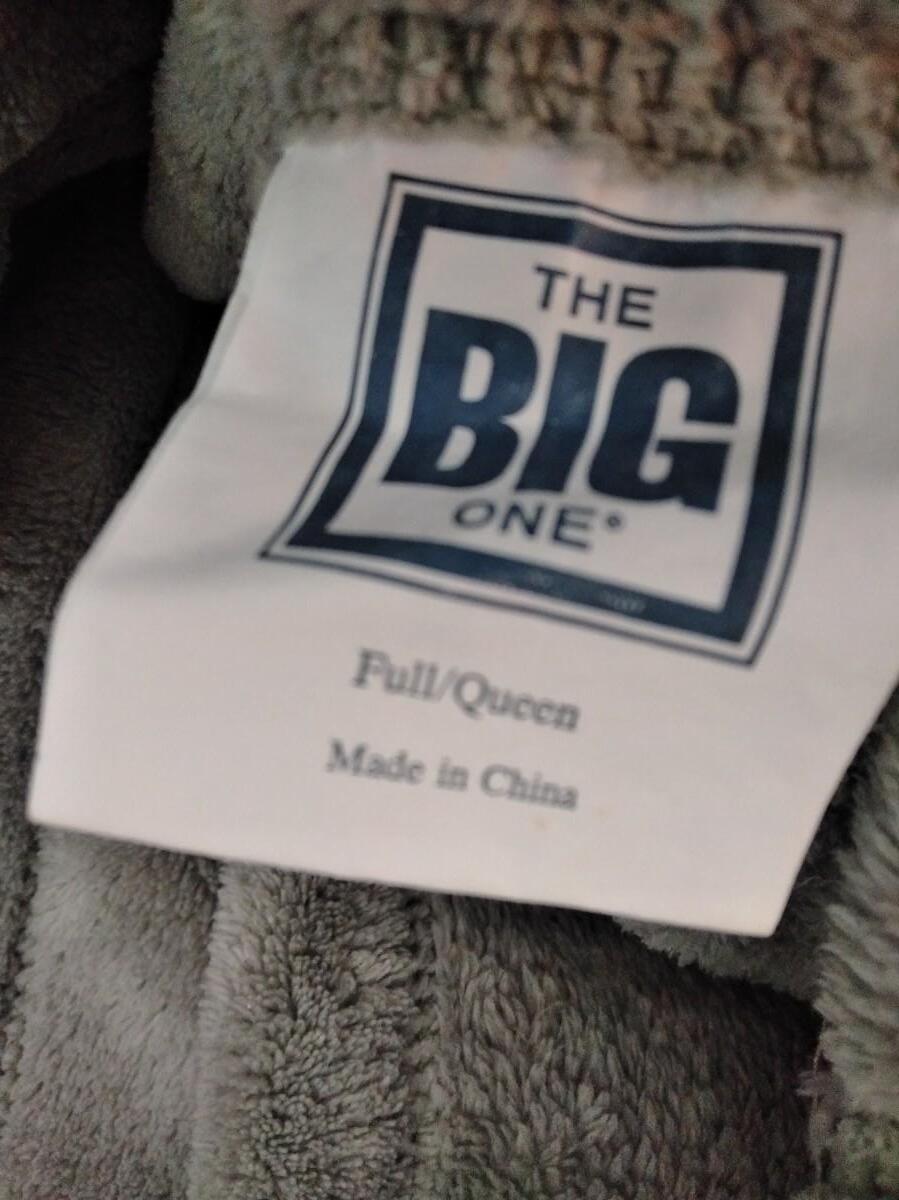 THE
BIG
ONE®
Full/Queen
Made in China